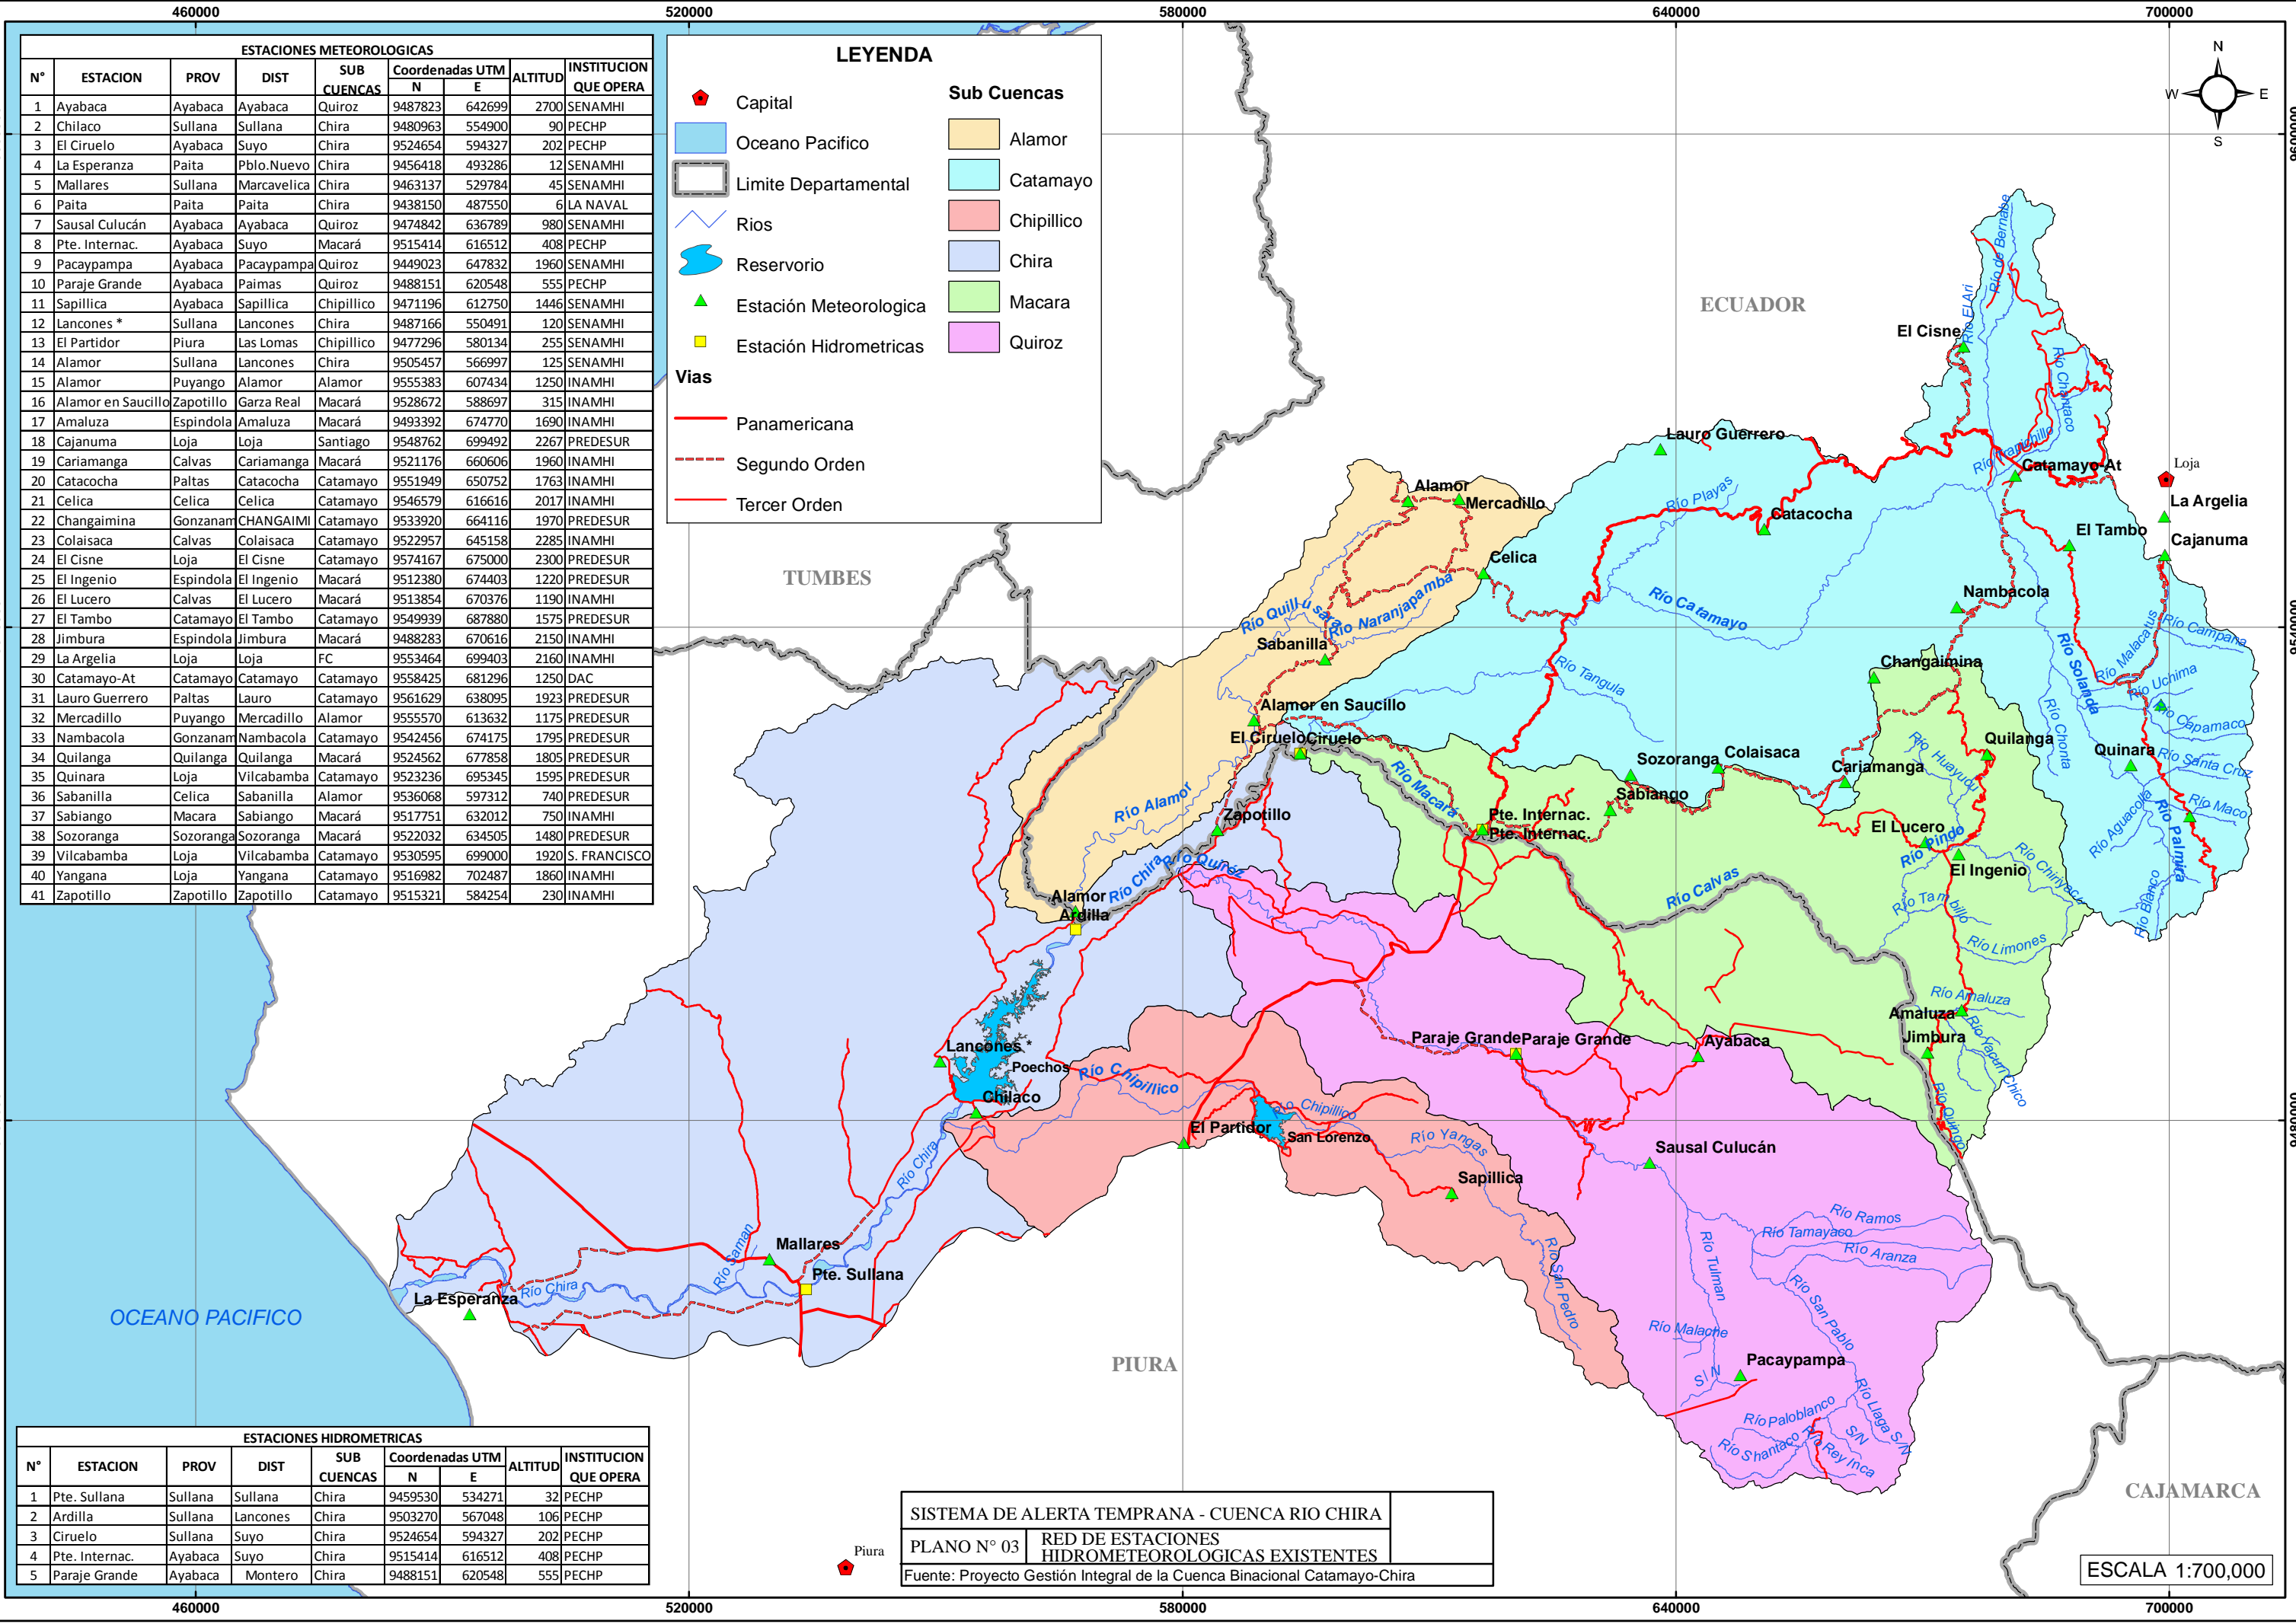 460000 520000 580000 640000 700000
ESTACIONES METEOROLOGICAS
N° ESTACION PROV DIST SUB CUENCAS Coordenadas UTM N E ALTITUD INSTITUCION QUE OPERA
1 Ayabaca Ayabaca Ayabaca Quiroz 9487823 642699 2700 SENAMHI
2 Chilaco Sullana Sullana Chira 9480963 554900 90 PECHP
3 El Ciruelo Ayabaca Suyo Chira 9524654 594327 202 PECHP
4 La Esperanza Paita Pblo.Nuevo Chira 9456418 493286 12 SENAMHI
5 Mallares Sullana Marcavelica Chira 9463137 529784 45 SENAMHI
6 Paita Paita Paita Chira 9438150 487550 6 LA NAVAL
7 Sausal Culucán Ayabaca Ayabaca Quiroz 9474842 636789 980 SENAMHI
8 Pte. Internac. Ayabaca Suyo Macará 9515414 616512 408 PECHP
9 Pacaypampa Ayabaca Pacaypampa Quiroz 9449023 647832 1960 SENAMHI
10 Paraje Grande Ayabaca Paimas Quiroz 9488151 620548 555 PECHP
11 Sapillica Ayabaca Sapillica Chipillico 9471196 612750 1446 SENAMHI
12 Lancones * Sullana Lancones Chira 9487166 550491 120 SENAMHI
13 El Partidor Piura Las Lomas Chipillico 9477296 580134 255 SENAMHI
14 Alamor Sullana Lancones Chira 9505457 566997 125 SENAMHI
15 Alamor Puyango Alamor Alamor 9555383 607434 1250 INAMHI
16 Alamor en Saucillo Zapotillo Garza Real Macará 9528672 588697 315 INAMHI
17 Amaluza Espindola Amaluza Macará 9493392 674770 1690 INAMHI
18 Cajanuma Loja Loja Santiago 9548762 699492 2267 PREDESUR
19 Cariamanga Calvas Cariamanga Macará 9521176 660606 1960 INAMHI
20 Catacocha Paltas Catacocha Catamayo 9551949 650752 1763 INAMHI
21 Celica Celica Celica Catamayo 9546579 616616 2017 INAMHI
22 Changaimina Gonzanam CHANGAIMI Catamayo 9533920 664116 1970 PREDESUR
23 Colaisaca Calvas Colaisaca Catamayo 9522957 645158 2285 INAMHI
24 El Cisne Loja El Cisne Catamayo 9574167 675000 2300 PREDESUR
25 El Ingenio Espindola El Ingenio Macará 9512380 674403 1220 PREDESUR
26 El Lucero Calvas El Lucero Macará 9513854 670376 1190 INAMHI
27 El Tambo Catamayo El Tambo Catamayo 9549939 687880 1575 PREDESUR
28 Jimbura Espindola Jimbura Macará 9488283 670616 2150 INAMHI
29 La Argelia Loja Loja FC 9553464 699403 2160 INAMHI
30 Catamayo-At Catamayo Catamayo Catamayo 9558425 681296 1250 DAC
31 Lauro Guerrero Paltas Lauro Catamayo 9561629 638095 1923 PREDESUR
32 Mercadillo Puyango Mercadillo Alamor 9555570 613632 1175 PREDESUR
33 Nambacola Gonzanam Nambacola Catamayo 9542456 674175 1795 PREDESUR
34 Quilanga Quilanga Quilanga Macará 9524562 677858 1805 PREDESUR
35 Quinara Loja Vilcabamba Catamayo 9523236 695345 1595 PREDESUR
36 Sabanilla Celica Sabanilla Alamor 9536068 597312 740 PREDESUR
37 Sabiango Macara Sabiango Macará 9517751 632012 750 INAMHI
38 Sozoranga Sozoranga Sozoranga Macará 9522032 634505 1480 PREDESUR
39 Vilcabamba Loja Vilcabamba Catamayo 9530595 699000 1920 S. FRANCISCO
40 Yangana Loja Yangana Catamayo 9516982 702487 1860 INAMHI
41 Zapotillo Zapotillo Zapotillo Catamayo 9515321 584254 230 INAMHI
LEYENDA
Capital
Oceano Pacifico
Limite Departamental
Rios
Reservorio
Estación Meteorologica
Estación Hidrometricas
Vias
Panamericana
Segundo Orden
Tercer Orden
Sub Cuencas
Alamor
Catamayo
Chipillico
Chira
Macara
Quiroz
N
W E
S
9600000
9540000
9480000
ECUADOR
TUMBES
PIURA
CAJAMARCA
OCEANO PACIFICO
Río de Bernabe
Río El Ari
El Cisne
Río Chantaco
Lauro Guerrero
Catamayo-At
Loja
La Argelia
Alamor
Mercadillo
Río Playas
Catacocha
El Tambo
Cajanuma
Celica
Río Quillusara
Río Naranjapamba
Río Catamayo
Nambacola
Río Malacatus
Río Campana
Sabanilla
Río Tangula
Changaimina
Río Solanda
Río Uchima
Río Capamaco
Alamor en Saucillo
El Ciruelo Ciruelo
Río Chonta
Río Huayucu
Quilanga
Quinara
Río Santa Cruz
Sozoranga
Colaisaca
Cariamanga
Río Macará
Sabiango
Río Alamor
Río Maco
Río Aguacolla
Río Palmira
Zapotillo
Pte. Internac.
Pte. Internac.
El Lucero
Río Pindo
El Ingenio
Río Chiriyacu
Río Chira
Río Quiróz
Río Calvas
Río Tambillo
Río Blanco
Alamor
Ardilla
Río Limones
Río Amaluza
Amaluza
Jimbura
Río Yacuri Chico
Lancones *
Poechos
Paraje Grande Paraje Grande
Ayabaca
Río Chipillico
Chilaco
Río Chipillico
El Partidor
San Lorenzo
Río Yangas
Río Quingo
Sausal Culucán
Río Chira
Sapillica
Río Ramos
Río Tamayaco
Río Aranza
Río Saman
Mallares
Pte. Sullana
Río Tulman
Río San Pedro
Río San Pablo
La Esperanza
Río Chira
Río Malache
Pacaypampa
S/N
Río Llaga S/N
Río Paloblanco
S/N
Río Shantaco
Río Rey Inca
Piura
ESTACIONES HIDROMETRICAS
N° ESTACION PROV DIST SUB CUENCAS Coordenadas UTM N E ALTITUD INSTITUCION QUE OPERA
1 Pte. Sullana Sullana Sullana Chira 9459530 534271 32 PECHP
2 Ardilla Sullana Lancones Chira 9503270 567048 106 PECHP
3 Ciruelo Sullana Suyo Chira 9524654 594327 202 PECHP
4 Pte. Internac. Ayabaca Suyo Chira 9515414 616512 408 PECHP
5 Paraje Grande Ayabaca Montero Chira 9488151 620548 555 PECHP
SISTEMA DE ALERTA TEMPRANA - CUENCA RIO CHIRA
PLANO N° 03 RED DE ESTACIONES
HIDROMETEOROLOGICAS EXISTENTES
Fuente: Proyecto Gestión Integral de la Cuenca Binacional Catamayo-Chira
ESCALA 1:700,000
460000 520000 580000 640000 700000